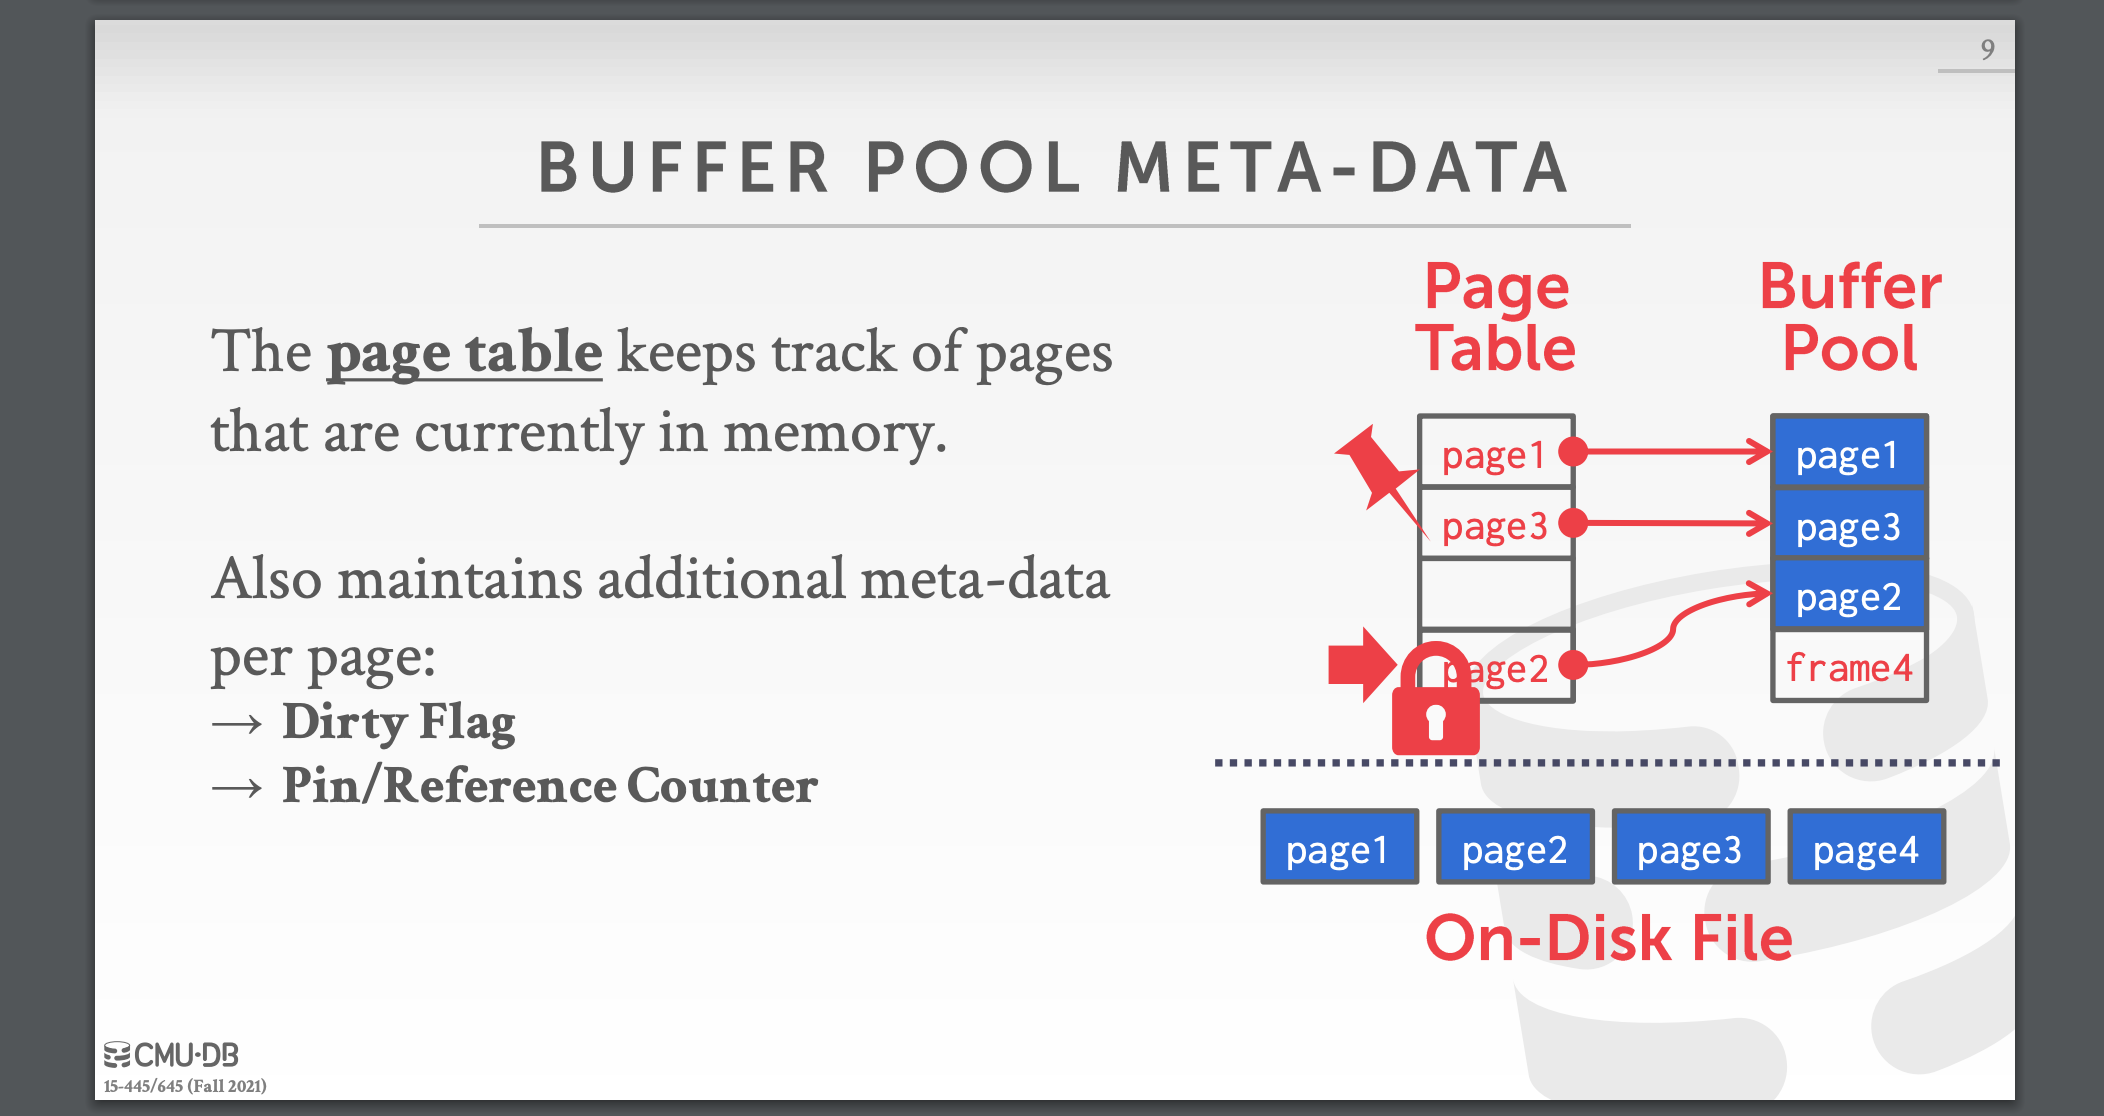 9
BUFFER POOL META-DATA
The page table keeps track of pages
that are currently in memory.
Also maintains additional meta-data
per page:
→ Dirty Flag
→ Pin/Reference Counter
Page
Table
Buffer
Pool
page1
page3
page2
page1
page3
page2
frame4
page1 page2 page3 page4
On-Disk File
CMU·DB
15-445/645 (Fall 2021)